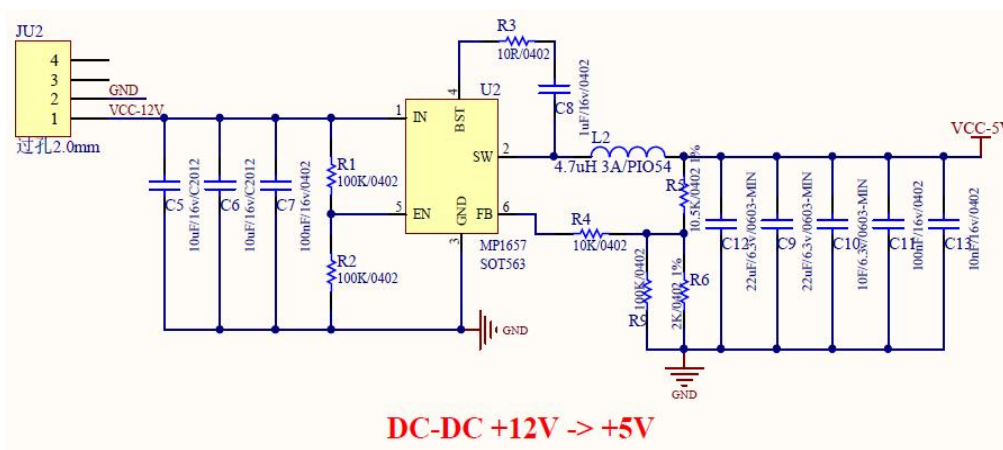 JU2
4
3
2
1
GND
VCC-12V
过孔2.0mm
C5
10uF/16v/C2012
C6
10uF/16v/C2012
C7
100nF/16v/0402
R1
100K/0402
R2
100K/0402
R3
10R/0402
C8
1uF/16v/0402
U2
1
IN
4
BST
SW
2
5
EN
GND
3
FB
6
MP1657
SOT563
GND
L2
4.7uH 3A/PIO54
R4
10K/0402
R5
10.5K/0402 1%
100K/0402
R9
R6
2K/0402 1%
C12
22uF/6.3v/0603-MIN
C9
22uF/6.3v/0603-MIN
C10
10F/6.3v/0603-MIN
C11
100nF/16v/0402
C13
10nF/16v/0402
VCC-5V
GND
DC-DC +12V -> +5V